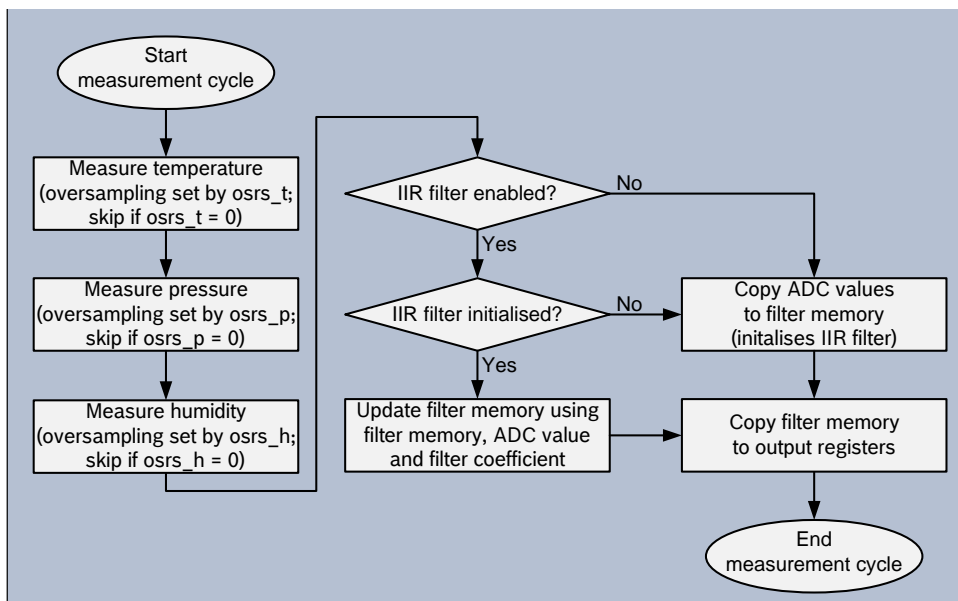 Start
measurement cycle
Measure temperature
(oversampling set by osrs_t;
skip if osrs_t = 0)
Measure pressure
(oversampling set by osrs_p;
skip if osrs_p = 0)
Measure humidity
(oversampling set by osrs_h;
skip if osrs_h = 0)
IIR filter enabled?
No
Yes
IIR filter initialised?
No
Yes
Update filter memory using
filter memory, ADC value
and filter coefficient
Copy ADC values
to filter memory
(initalises IIR filter)
Copy filter memory
to output registers
End
measurement cycle